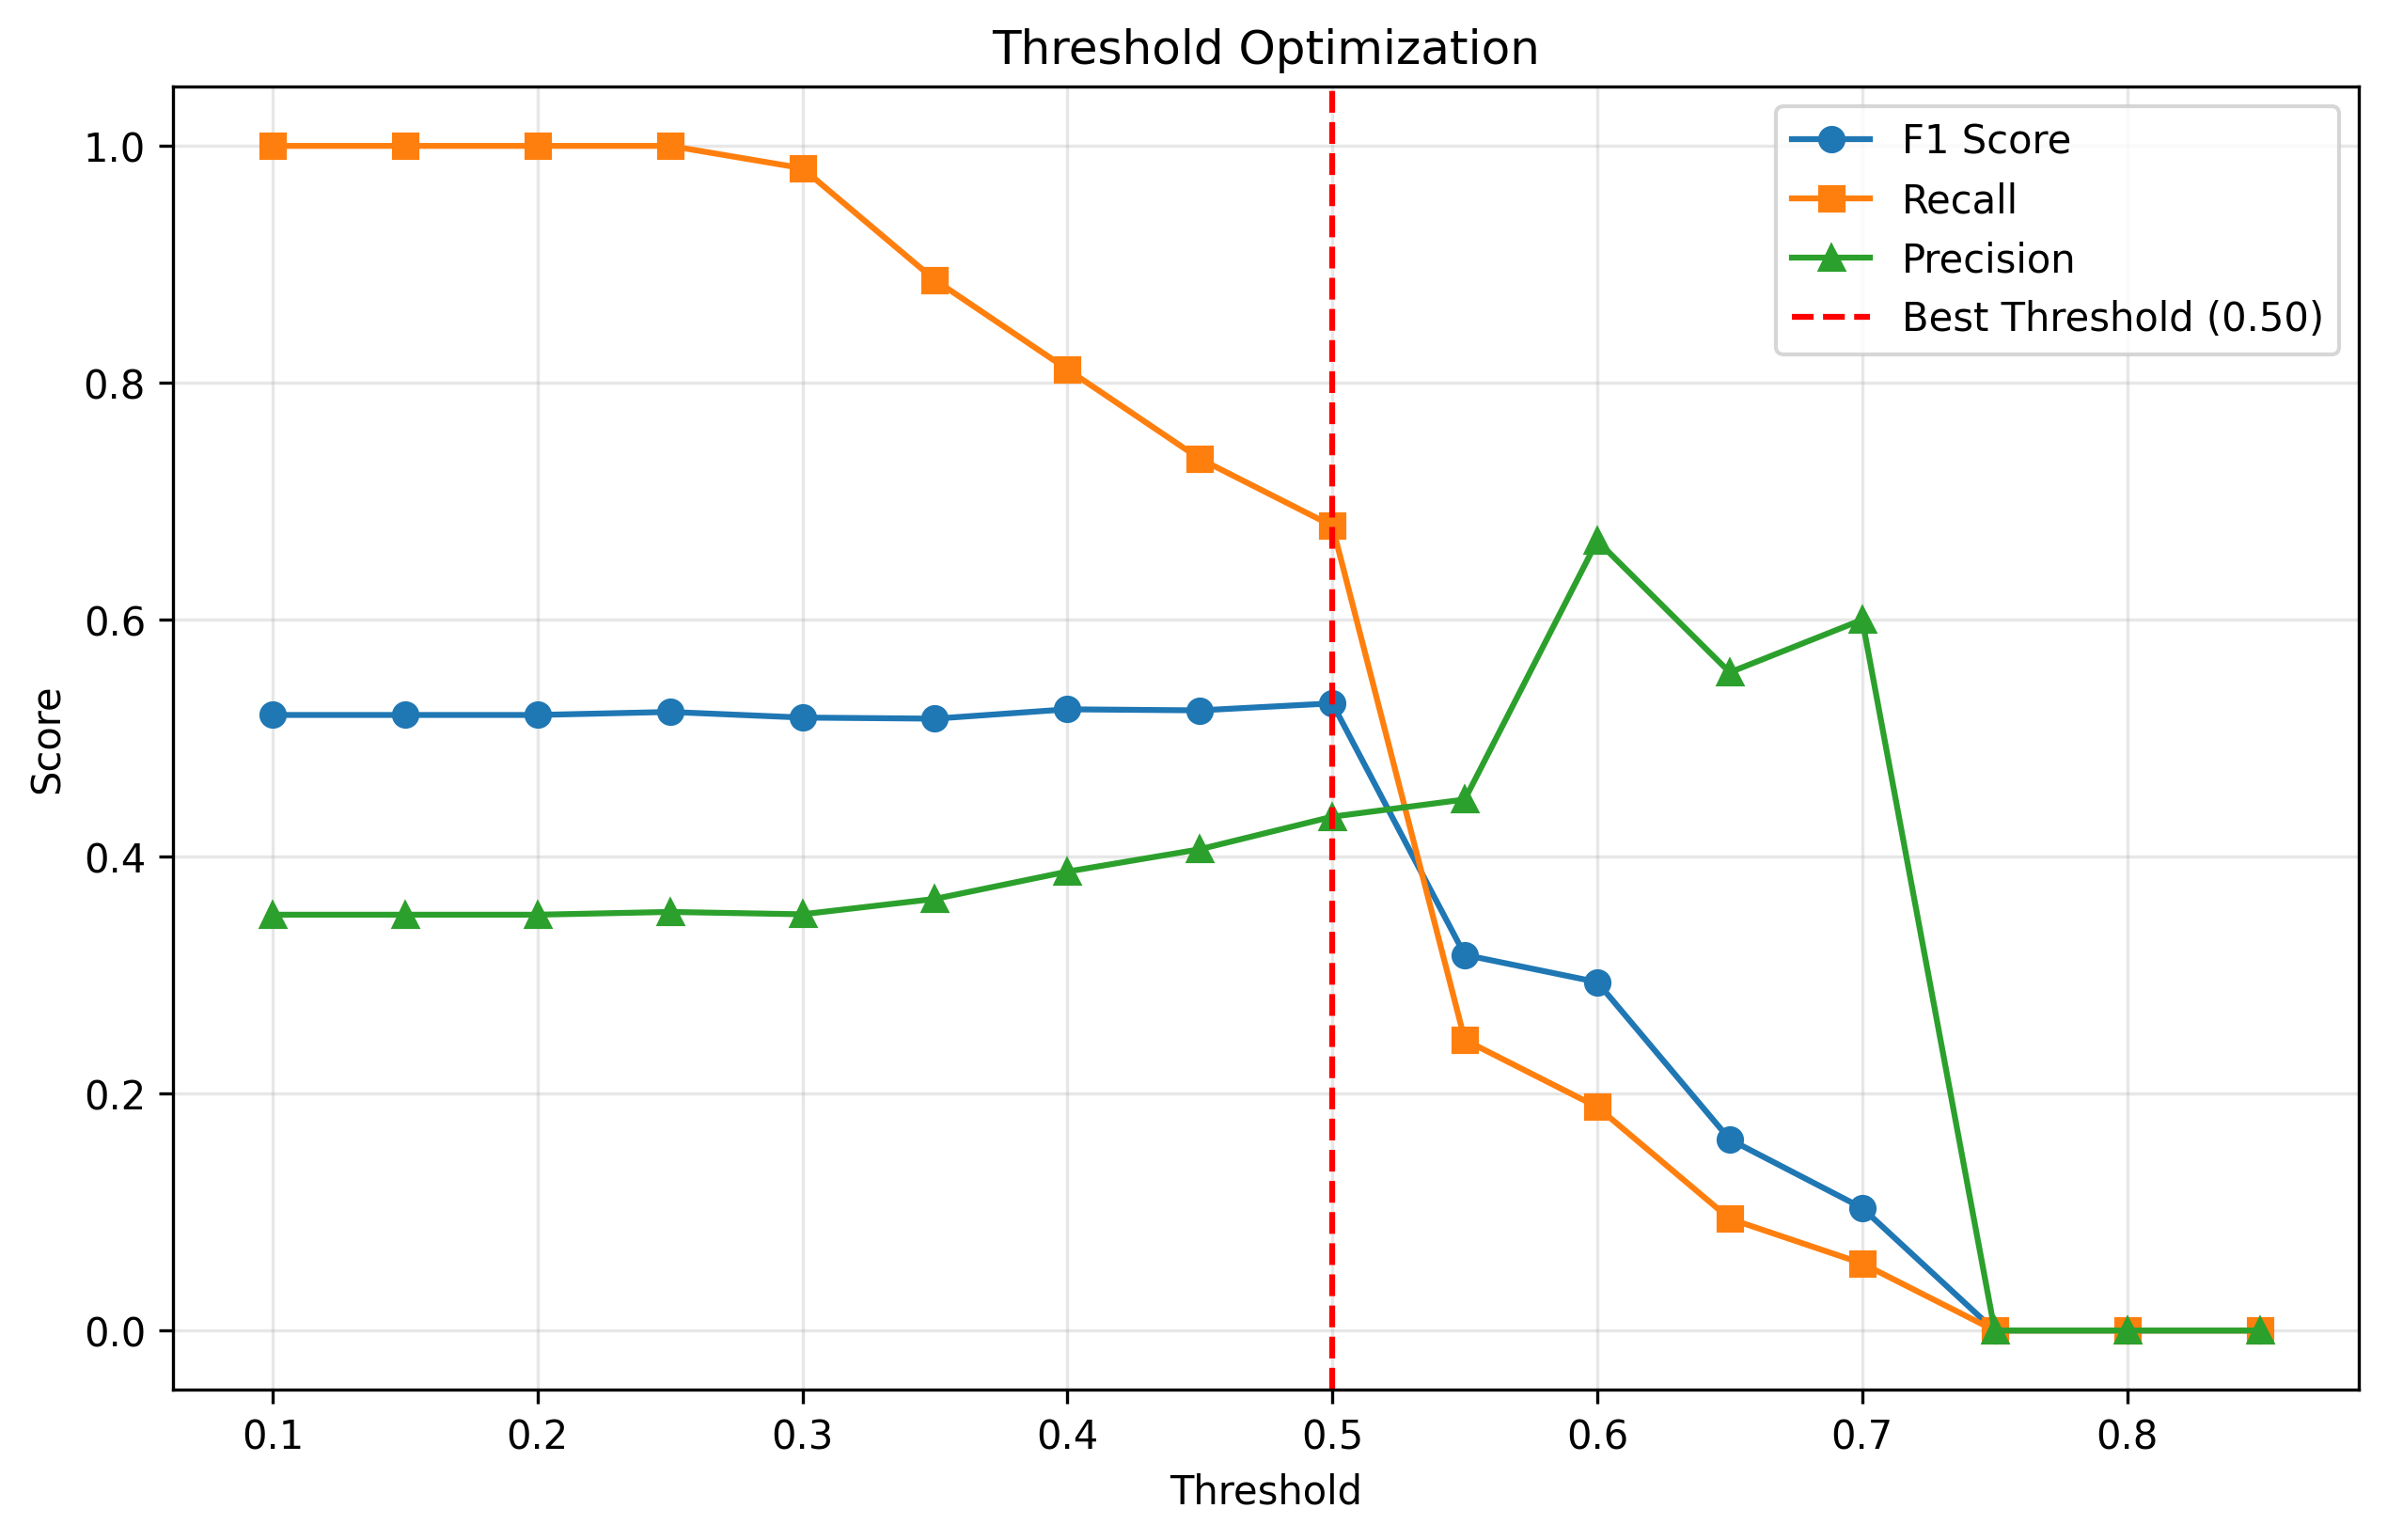 Threshold Optimization
F1 Score
Recall
Precision
Best Threshold (0.50)
Score
1.0
0.8
0.6
0.4
0.2
0.0
0.1 0.2 0.3 0.4 0.5 0.6 0.7 0.8
Threshold